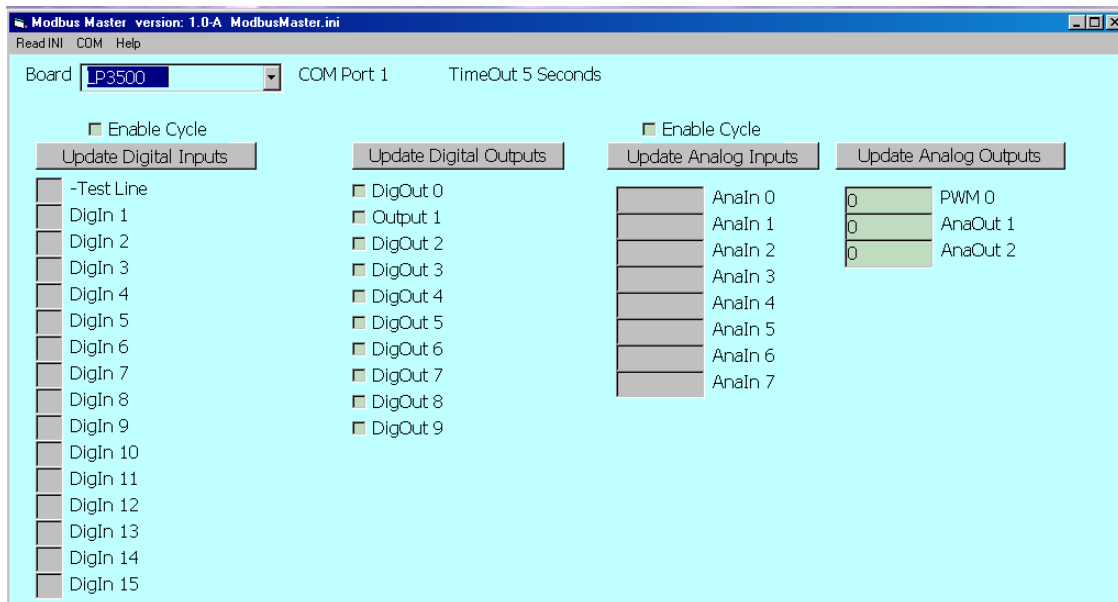 Modbus Master version: 1.0-A ModbusMaster.ini
Read INI COM Help
Board LP3500 COM Port 1 TimeOut 5 Seconds
Enable Cycle Enable Cycle
Update Digital Inputs Update Digital Outputs Update Analog Inputs Update Analog Outputs
-Test Line DigOut 0 AnaIn 0 0 PWM 0
DigIn 1 Output 1 AnaIn 1 0 AnaOut 1
DigIn 2 DigOut 2 AnaIn 2 0 AnaOut 2
DigIn 3 DigOut 3 AnaIn 3
DigIn 4 DigOut 4 AnaIn 4
DigIn 5 DigOut 5 AnaIn 5
DigIn 6 DigOut 6 AnaIn 6
DigIn 7 DigOut 7 AnaIn 7
DigIn 8 DigOut 8
DigIn 9 DigOut 9
DigIn 10
DigIn 11
DigIn 12
DigIn 13
DigIn 14
DigIn 15